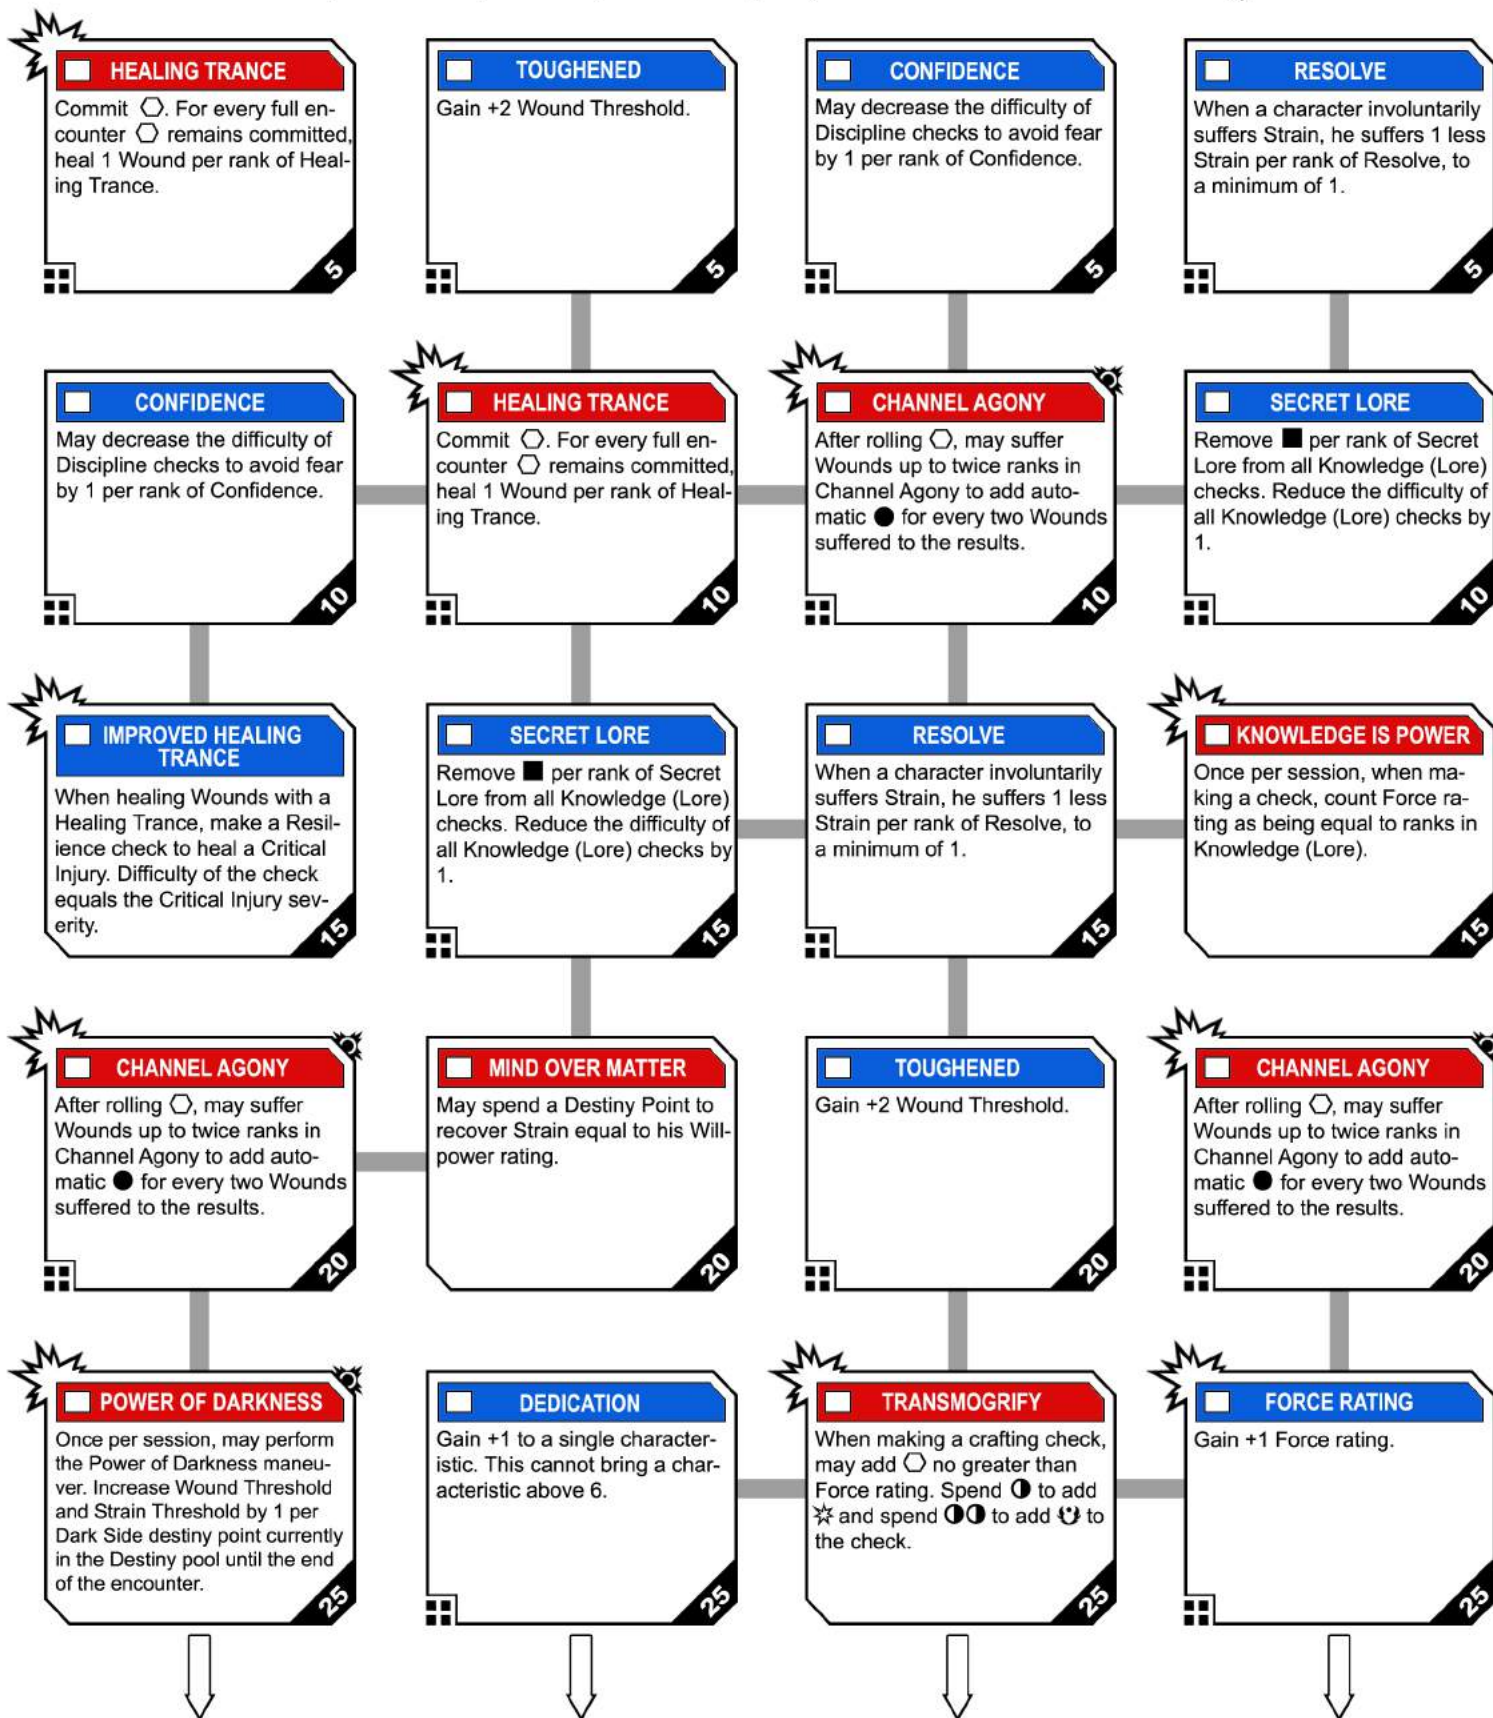 HEALING TRANCE
Commit ⬡. For every full en-
counter ⬡ remains committed,
heal 1 Wound per rank of Heal-
ing Trance.
5
TOUGHENED
Gain +2 Wound Threshold.
5
CONFIDENCE
May decrease the difficulty of
Discipline checks to avoid fear
by 1 per rank of Confidence.
5
RESOLVE
When a character involuntarily
suffers Strain, he suffers 1 less
Strain per rank of Resolve, to
a minimum of 1.
5
CONFIDENCE
May decrease the difficulty of
Discipline checks to avoid fear
by 1 per rank of Confidence.
10
HEALING TRANCE
Commit ⬡. For every full en-
counter ⬡ remains committed,
heal 1 Wound per rank of Heal-
ing Trance.
10
CHANNEL AGONY
After rolling ⬡, may suffer
Wounds up to twice ranks in
Channel Agony to add auto-
matic ● for every two Wounds
suffered to the results.
10
SECRET LORE
Remove ■ per rank of Secret
Lore from all Knowledge (Lore)
checks. Reduce the difficulty of
all Knowledge (Lore) checks by
1.
10
IMPROVED HEALING
TRANCE
When healing Wounds with a
Healing Trance, make a Resil-
ience check to heal a Critical
Injury. Difficulty of the check
equals the Critical Injury sev-
erity.
15
SECRET LORE
Remove ■ per rank of Secret
Lore from all Knowledge (Lore)
checks. Reduce the difficulty of
all Knowledge (Lore) checks by
1.
15
RESOLVE
When a character involuntarily
suffers Strain, he suffers 1 less
Strain per rank of Resolve, to
a minimum of 1.
15
KNOWLEDGE IS POWER
Once per session, when ma-
king a check, count Force ra-
ting as being equal to ranks in
Knowledge (Lore).
15
CHANNEL AGONY
After rolling ⬡, may suffer
Wounds up to twice ranks in
Channel Agony to add auto-
matic ● for every two Wounds
suffered to the results.
20
MIND OVER MATTER
May spend a Destiny Point to
recover Strain equal to his Will-
power rating.
20
TOUGHENED
Gain +2 Wound Threshold.
20
CHANNEL AGONY
After rolling ⬡, may suffer
Wounds up to twice ranks in
Channel Agony to add auto-
matic ● for every two Wounds
suffered to the results.
20
POWER OF DARKNESS
Once per session, may perform
the Power of Darkness maneu-
ver. Increase Wound Threshold
and Strain Threshold by 1 per
Dark Side destiny point currently
in the Destiny pool until the end
of the encounter.
25
DEDICATION
Gain +1 to a single character-
istic. This cannot bring a char-
acteristic above 6.
25
TRANSMOGRIFY
When making a crafting check,
may add ⬡ no greater than
Force rating. Spend ◑ to add
and spend ◑◑ to add to
the check.
25
FORCE RATING
Gain +1 Force rating.
25